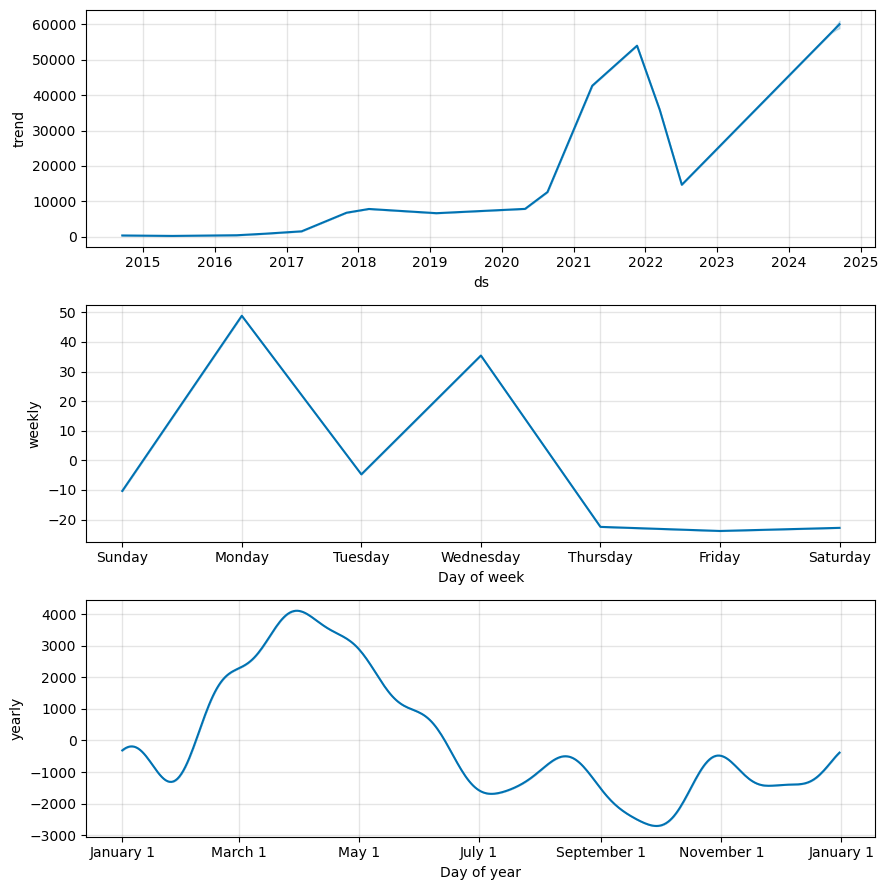 60000
50000
40000
30000
20000
10000
0
trend
2015 2016 2017 2018 2019 2020 2021 2022 2023 2024 2025
ds
50
40
30
20
10
0
−10
−20
weekly
Sunday Monday Tuesday Wednesday Thursday Friday Saturday
Day of week
4000
3000
2000
1000
0
−1000
−2000
−3000
yearly
January 1 March 1 May 1 July 1 September 1 November 1 January 1
Day of year